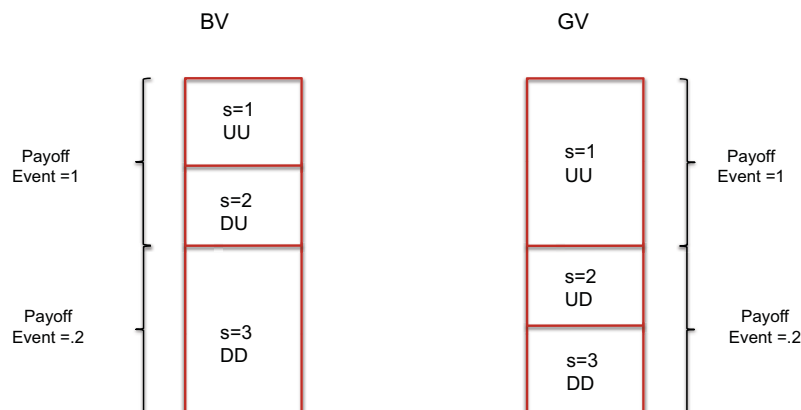 BV
GV
s=1
UU
s=2
DU
s=3
DD
Payoff
Event =1
Payoff
Event =.2
s=1
UU
s=2
UD
s=3
DD
Payoff
Event =1
Payoff
Event =.2